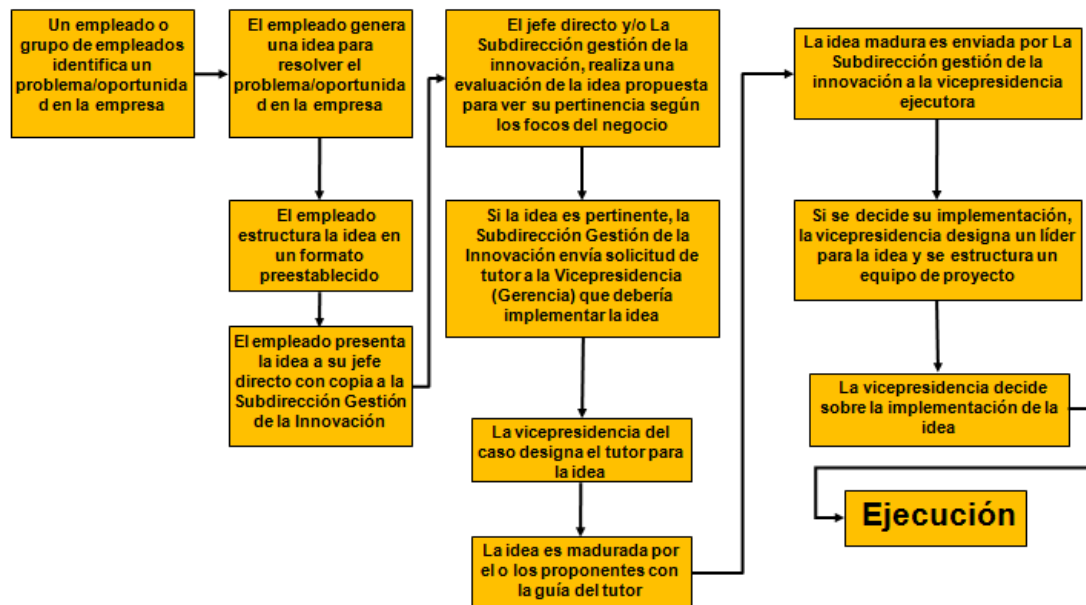 Un empleado o
grupo de empleados
identifica un
problema/oportunida
d en la empresa
El empleado genera
una idea para
resolver el
problema/oportunida
d en la empresa
El empleado
estructura la idea en
un formato
preestablecido
El empleado presenta
la idea a su jefe
directo con copia a la
Subdirección Gestión
de la Innovación
El jefe directo y/o La
Subdirección gestión de la
innovación, realiza una
evaluación de la idea propuesta
para ver su pertinencia según
los focos del negocio
Si la idea es pertinente, la
Subdirección Gestión de la
Innovación envía solicitud de
tutor a la Vicepresidencia
(Gerencia) que debería
implementar la idea
La vicepresidencia del
caso designa el tutor para
la idea
La idea es madurada por
el o los proponentes con
la guía del tutor
La idea madura es enviada por La
Subdirección gestión de la
innovación a la vicepresidencia
ejecutora
Si se decide su implementación,
la vicepresidencia designa un líder
para la idea y se estructura un
equipo de proyecto
La vicepresidencia decide
sobre la implementación de la
idea
Ejecución